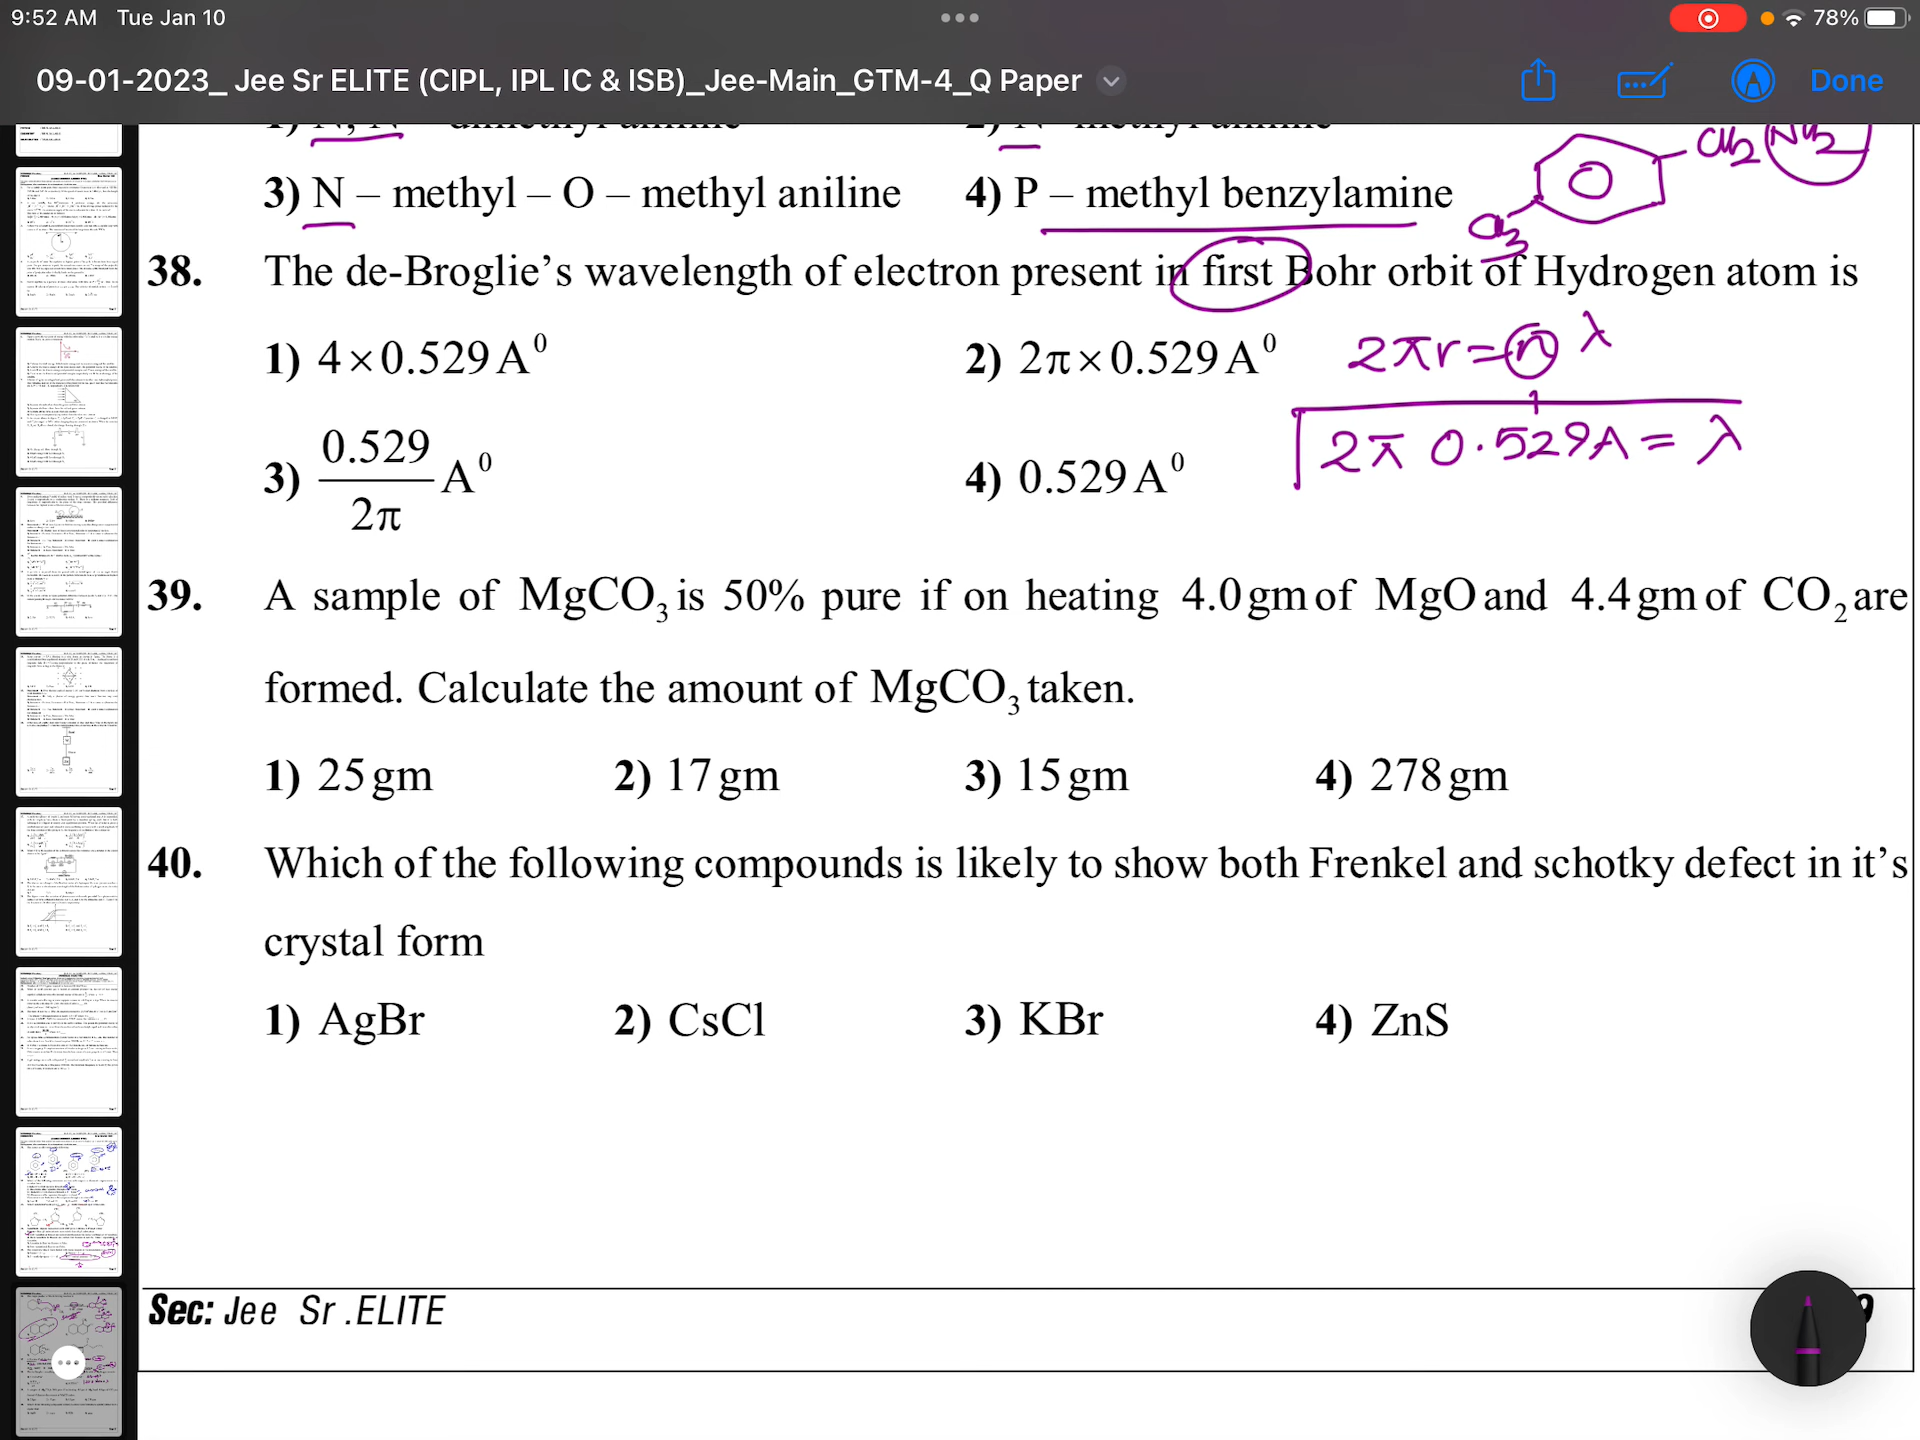 9:52 AM Tue Jan 10
78%
09-01-2023_ Jee Sr ELITE (CIPL, IPL IC & ISB)_Jee-Main_GTM-4_Q Paper
Done
3) N – methyl – O – methyl aniline 4) P – methyl benzylamine
38. The de-Broglie's wavelength of electron present in first Bohr orbit of Hydrogen atom is
1) 4×0.529 A⁰ 2) 2π×0.529 A⁰ 2πr = n λ
3) 0.529/2π A⁰ 4) 0.529 A⁰ 2π 0.529A = λ
39. A sample of MgCO₃ is 50% pure if on heating 4.0 gm of MgO and 4.4 gm of CO₂ are
formed. Calculate the amount of MgCO₃ taken.
1) 25 gm 2) 17 gm 3) 15 gm 4) 278 gm
40. Which of the following compounds is likely to show both Frenkel and schotky defect in it's
crystal form
1) AgBr 2) CsCl 3) KBr 4) ZnS
Sec: Jee Sr .ELITE